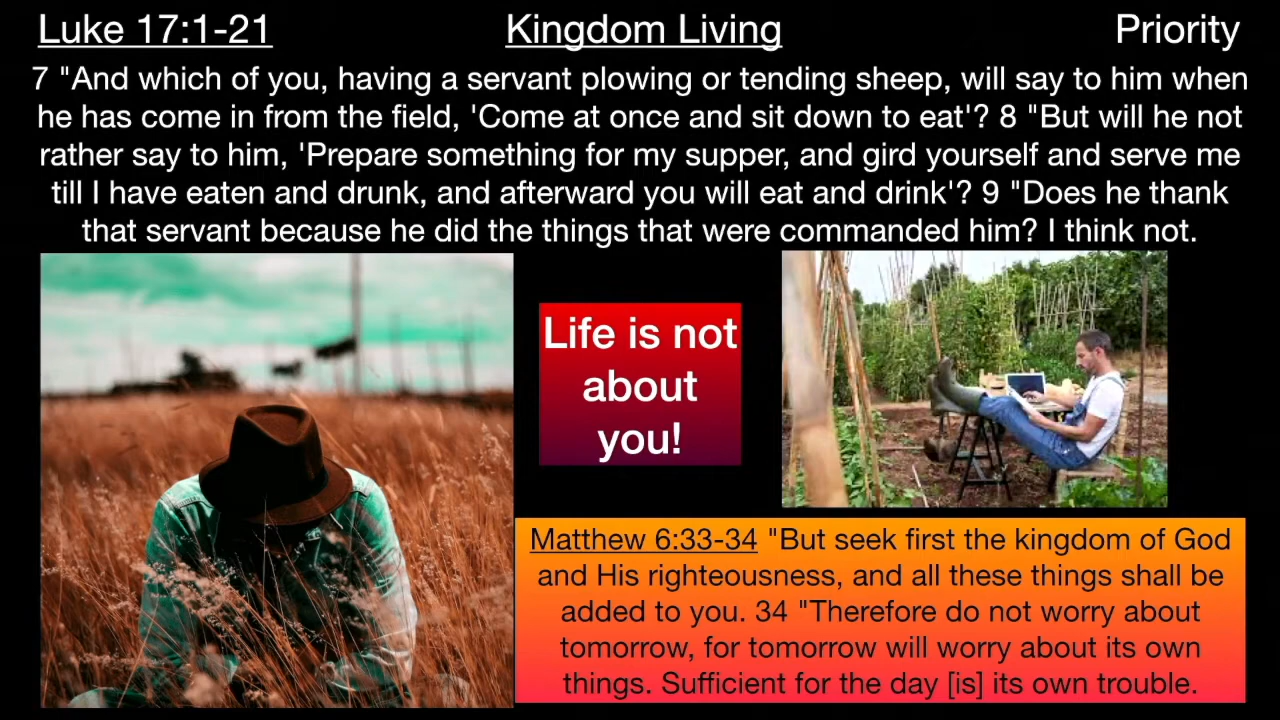 Luke 17:1-21 Kingdom Living Priority
7 "And which of you, having a servant plowing or tending sheep, will say to him when
he has come in from the field, 'Come at once and sit down to eat'? 8 "But will he not
rather say to him, 'Prepare something for my supper, and gird yourself and serve me
till I have eaten and drunk, and afterward you will eat and drink'? 9 "Does he thank
that servant because he did the things that were commanded him? I think not.
Life is not
about
you!
Matthew 6:33-34 "But seek first the kingdom of God
and His righteousness, and all these things shall be
added to you. 34 "Therefore do not worry about
tomorrow, for tomorrow will worry about its own
things. Sufficient for the day [is] its own trouble.